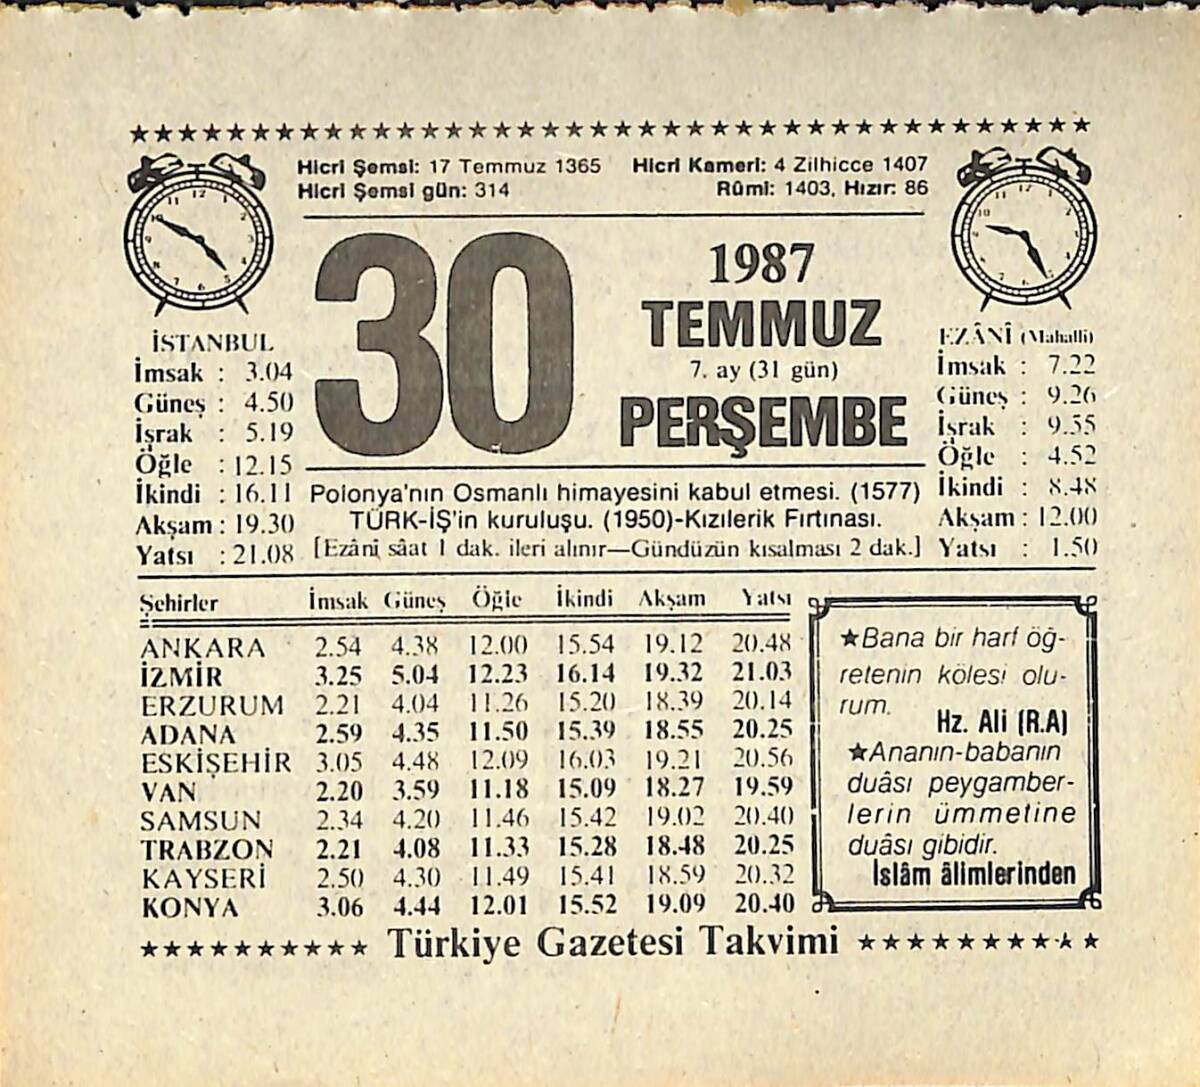 Hicri Şemsi: 17 Temmuz 1365 Hicri Kameri: 4 Zilhicce 1407
Hicri Şemsi gün: 314 Rûmi: 1403, Hızır: 86
30
1987
TEMMUZ
7. ay (31 gün)
PERŞEMBE
İSTANBUL
İmsak : 3.04
Güneş : 4.50
İşrak : 5.19
Öğle : 12.15
İkindi : 16.11
Akşam : 19.30
Yatsı : 21.08
EZÂNÎ (Mahalli)
İmsak : 7.22
Güneş : 9.26
İşrak : 9.55
Öğle : 4.52
İkindi : 8.48
Akşam : 12.00
Yatsı : 1.50
Polonya'nın Osmanlı himayesini kabul etmesi. (1577)
TÜRK-İŞ'in kuruluşu. (1950)-Kızılerik Fırtınası.
[Ezânî sâat 1 dak. ileri alınır—Gündüzün kısalması 2 dak.]
Şehirler İmsak Güneş Öğle İkindi Akşam Yatsı
ANKARA 2.54 4.38 12.00 15.54 19.12 20.48
İZMİR 3.25 5.04 12.23 16.14 19.32 21.03
ERZURUM 2.21 4.04 11.26 15.20 18.39 20.14
ADANA 2.59 4.35 11.50 15.39 18.55 20.25
ESKİŞEHİR 3.05 4.48 12.09 16.03 19.21 20.56
VAN 2.20 3.59 11.18 15.09 18.27 19.59
SAMSUN 2.34 4.20 11.46 15.42 19.02 20.40
TRABZON 2.21 4.08 11.33 15.28 18.48 20.25
KAYSERİ 2.50 4.30 11.49 15.41 18.59 20.32
KONYA 3.06 4.44 12.01 15.52 19.09 20.40
★Bana bir harf öğ-
retenin kölesi olu-
rum.
Hz. Ali (R.A)
★Ananın-babanın
duâsı peygamber-
lerin ümmetine
duâsı gibidir.
İslâm âlimlerinden
★★★★★★★★★★ Türkiye Gazetesi Takvimi ★★★★★★★★★★